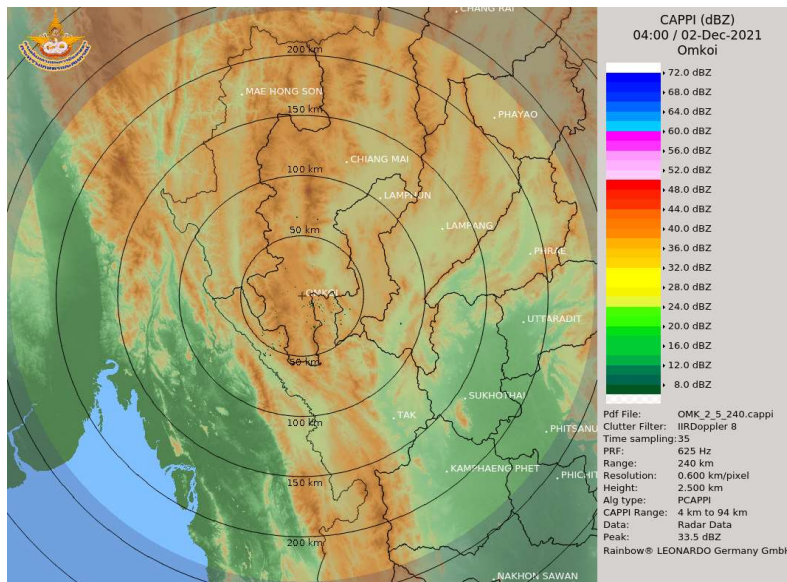 CHANG RAI
200 km
MAE HONG SON
150 km
PHAYAO
CHIANG MAI
100 km
LAMPHUN
LAMPANG
50 km
PHRAE
OMKOI
UTTARADIT
50 km
SUKHOTHAI
100 km
TAK
PHITSANU
KAMPHAENG PHET
PHICHIT
150 km
200 km
NAKHON SAWAN
CAPPI (dBZ)
04:00 / 02-Dec-2021
Omkoi
72.0 dBZ
68.0 dBZ
64.0 dBZ
60.0 dBZ
56.0 dBZ
52.0 dBZ
48.0 dBZ
44.0 dBZ
40.0 dBZ
36.0 dBZ
32.0 dBZ
28.0 dBZ
24.0 dBZ
20.0 dBZ
16.0 dBZ
12.0 dBZ
8.0 dBZ
Pdf File: OMK_2_5_240.cappi
Clutter Filter: IIRDoppler 8
Time sampling:35
PRF: 625 Hz
Range: 240 km
Resolution: 0.600 km/pixel
Height: 2.500 km
Alg type: PCAPPI
CAPPI Range: 4 km to 94 km
Data: Radar Data
Peak: 33.5 dBZ
Rainbow® LEONARDO Germany GmbH